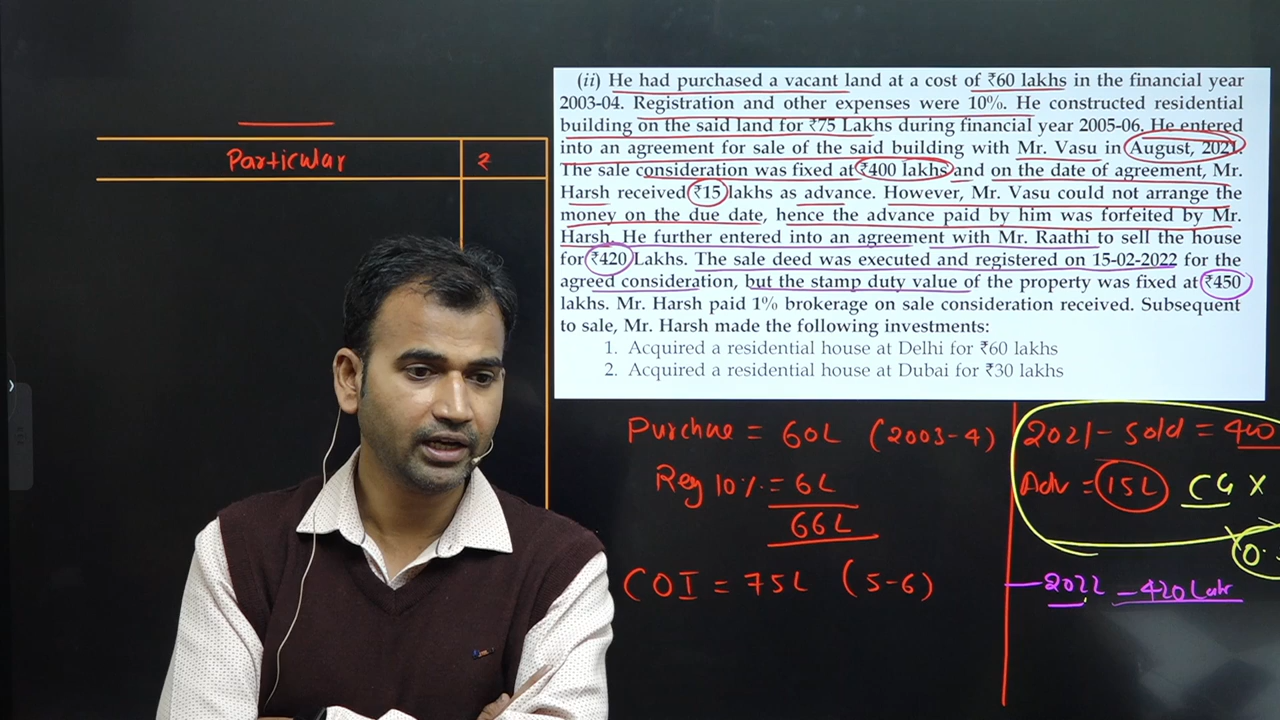 Particular ₹
(ii) He had purchased a vacant land at a cost of ₹60 lakhs in the financial year
2003-04. Registration and other expenses were 10%. He constructed residential
building on the said land for ₹75 Lakhs during financial year 2005-06. He entered
into an agreement for sale of the said building with Mr. Vasu in August, 2021.
The sale consideration was fixed at ₹400 lakhs and on the date of agreement, Mr.
Harsh received ₹15 lakhs as advance. However, Mr. Vasu could not arrange the
money on the due date, hence the advance paid by him was forfeited by Mr.
Harsh. He further entered into an agreement with Mr. Raathi to sell the house
for ₹420 Lakhs. The sale deed was executed and registered on 15-02-2022 for the
agreed consideration, but the stamp duty value of the property was fixed at ₹450
lakhs. Mr. Harsh paid 1% brokerage on sale consideration received. Subsequent
to sale, Mr. Harsh made the following investments:
1. Acquired a residential house at Delhi for ₹60 lakhs
2. Acquired a residential house at Dubai for ₹30 lakhs
Purchae = 60L (2003-4)
Reg 10% = 6L
66L
COI = 75L (5-6)
2021 - Sold = 400
Adv = 15L CG X
2022 - 420 Lakh